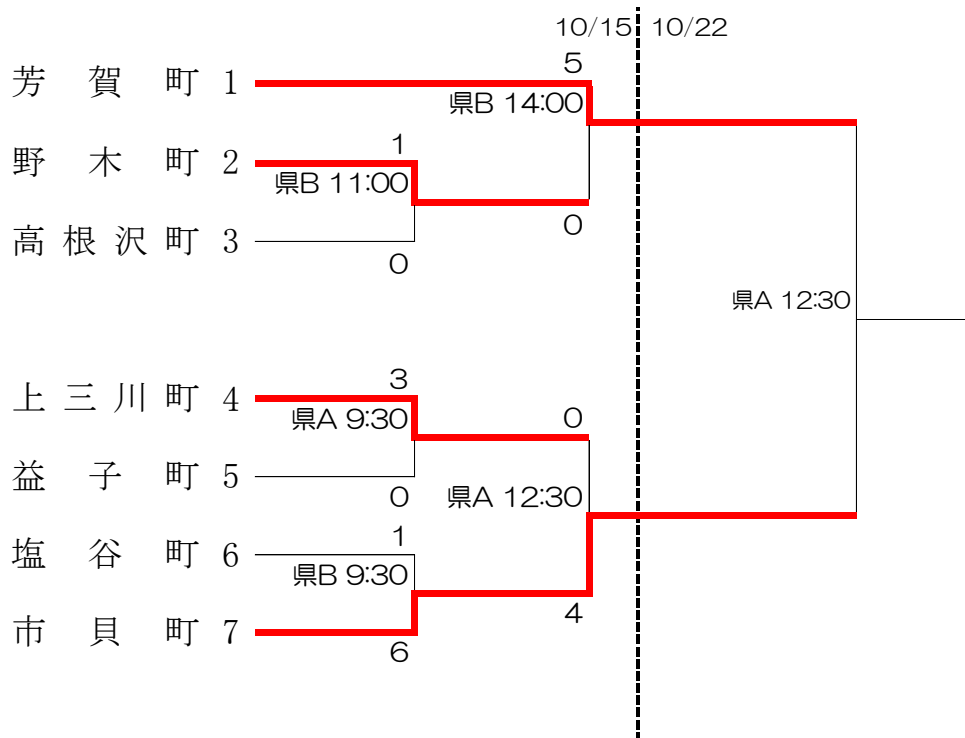 10/15 10/22
5
芳賀町 1
県B 14:00
1
野木町 2
県B 11:00
0
高根沢町 3
0
県A 12:30
3
上三川町 4
県A 9:30
0
益子町 5
0
県A 12:30
1
塩谷町 6
県B 9:30
4
市貝町 7
6